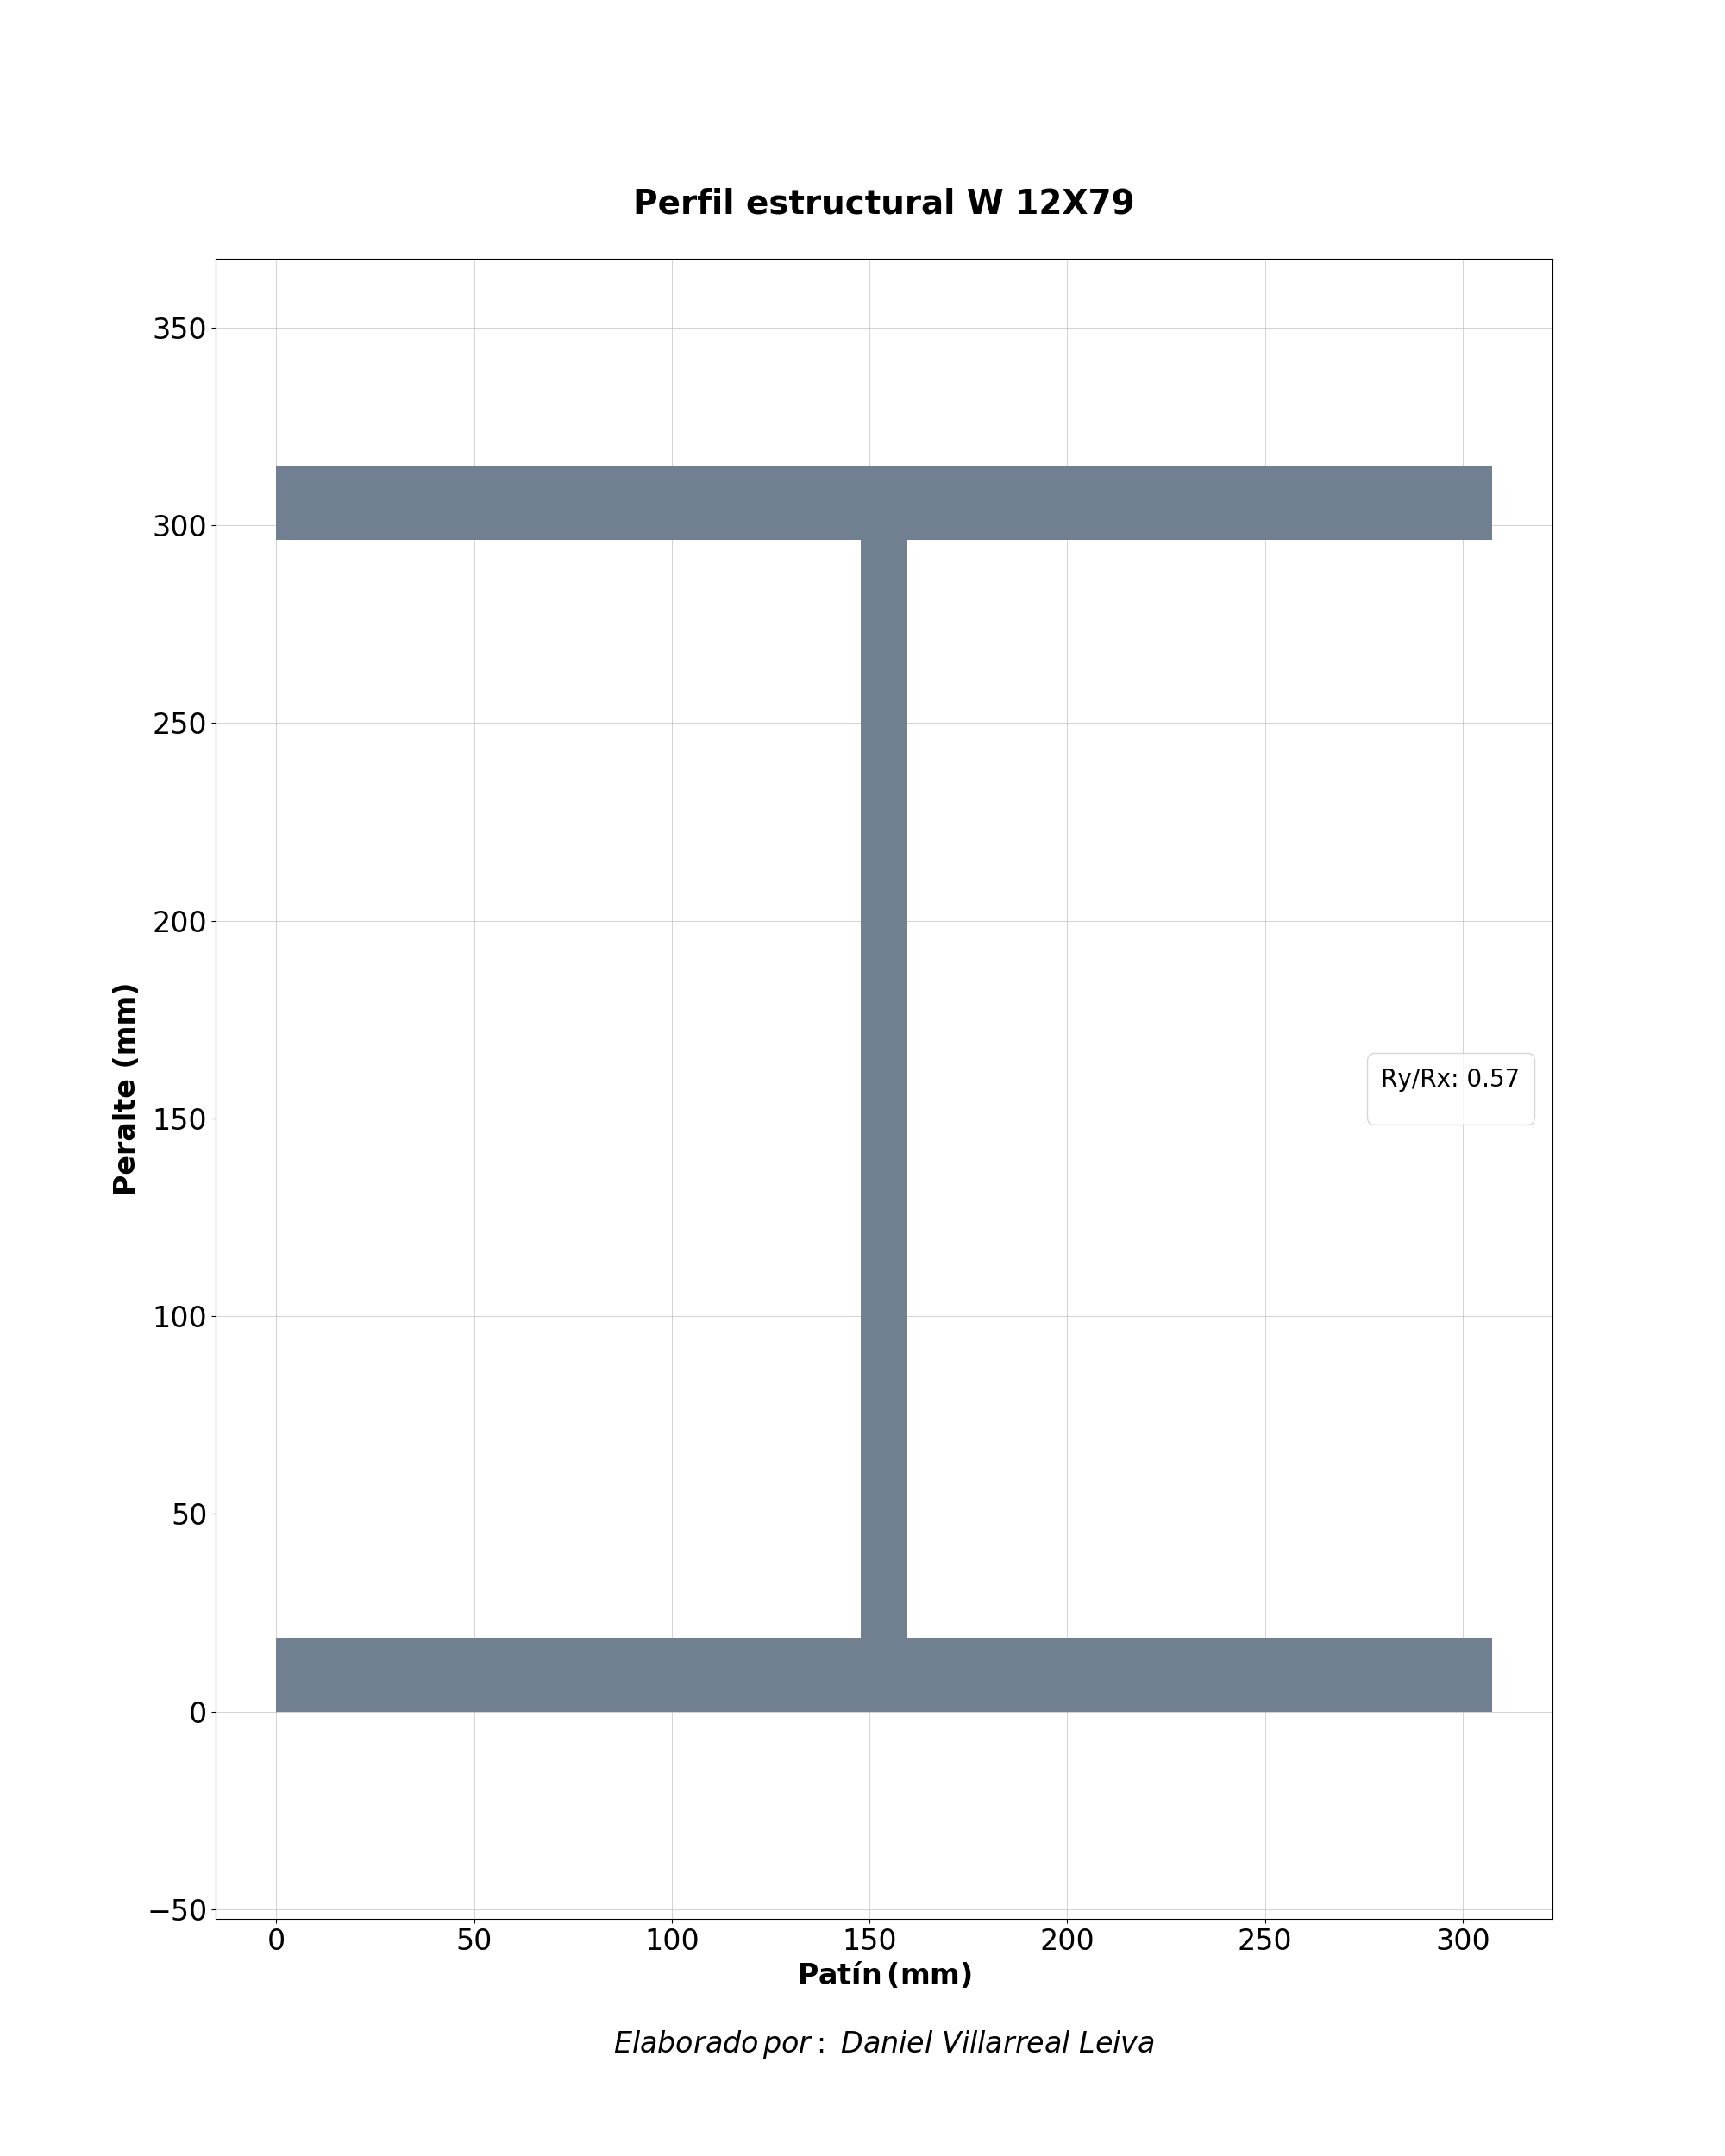 Perfil estructural W 12X79
350
300
250
200
150
100
50
0
−50
Peralte (mm)
Ry/Rx: 0.57
0 50 100 150 200 250 300
Patín (mm)
Elaborado por: Daniel Villarreal Leiva